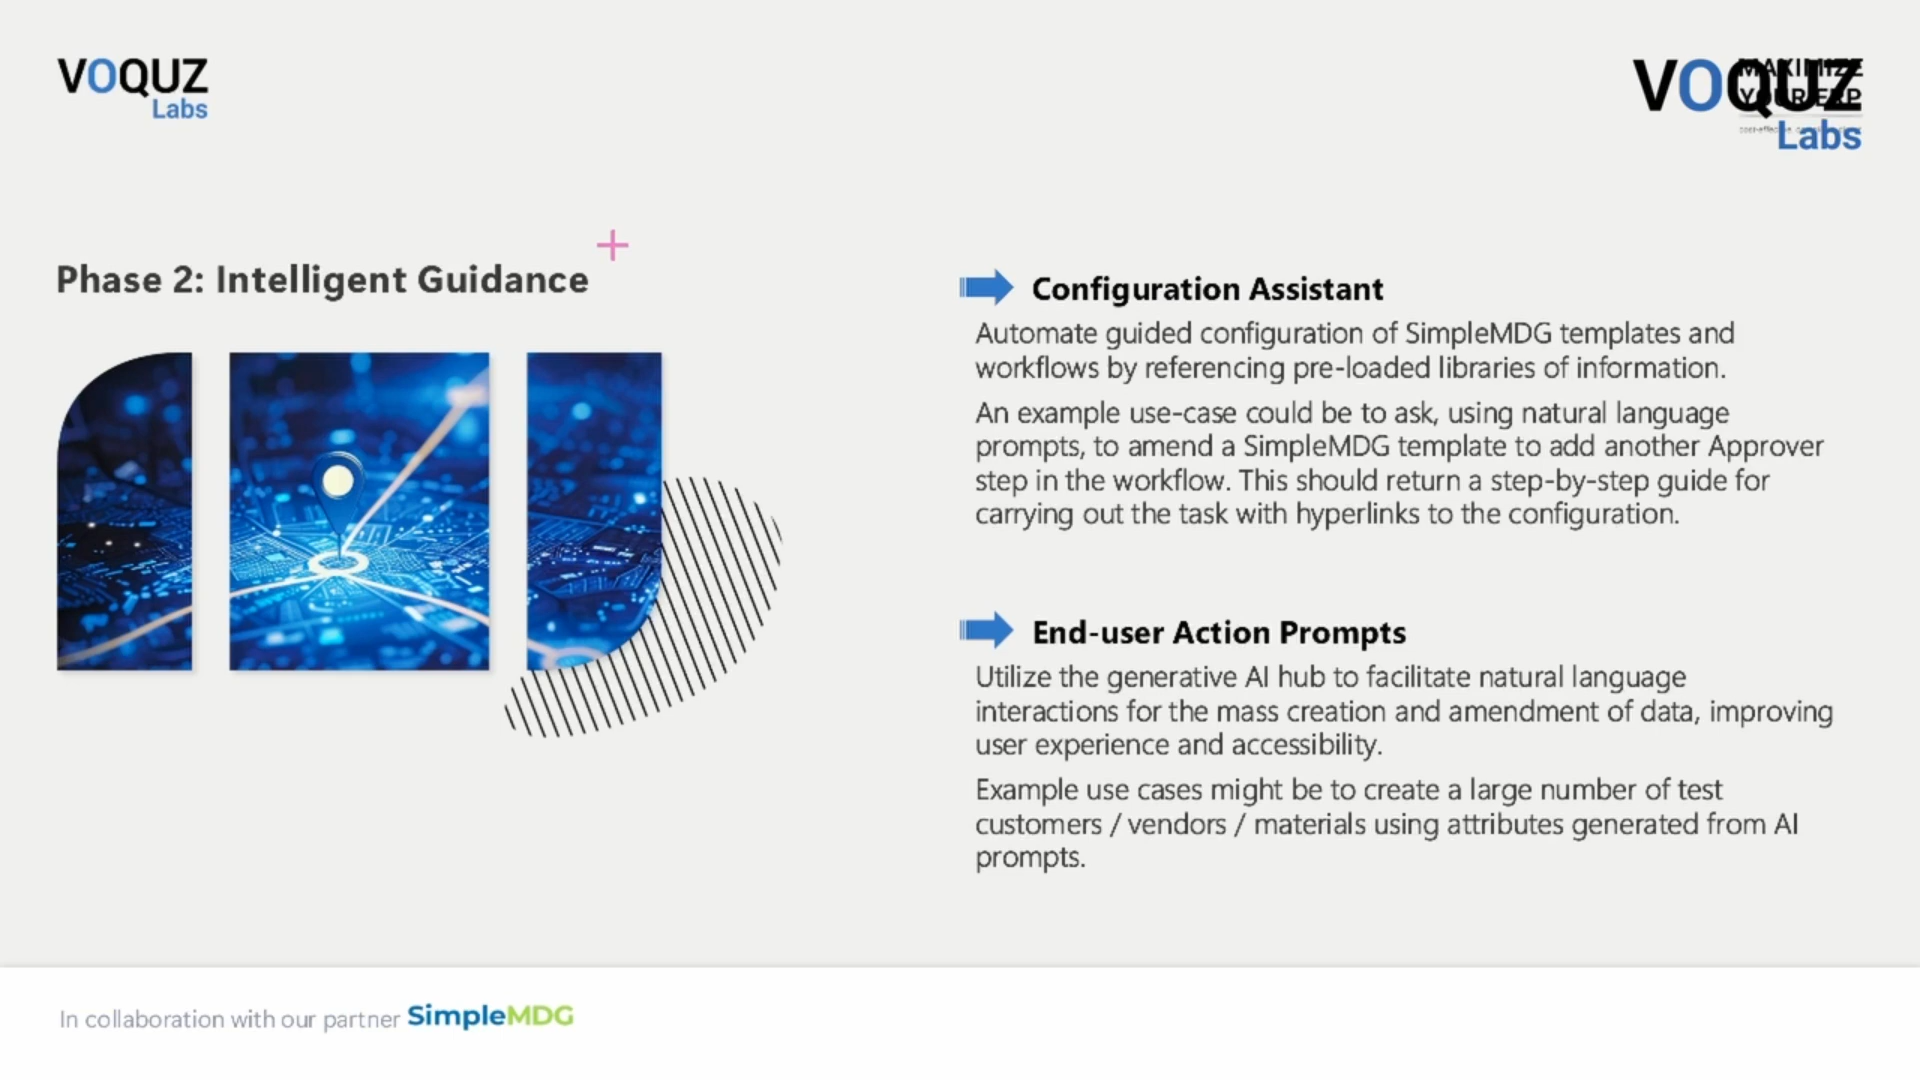 VOQUZ
Labs
VOQUZ
Labs
MAXIMIZE
YOUR ERP
Phase 2: Intelligent Guidance
Configuration Assistant
Automate guided configuration of SimpleMDG templates and
workflows by referencing pre-loaded libraries of information.
An example use-case could be to ask, using natural language
prompts, to amend a SimpleMDG template to add another Approver
step in the workflow. This should return a step-by-step guide for
carrying out the task with hyperlinks to the configuration.
End-user Action Prompts
Utilize the generative AI hub to facilitate natural language
interactions for the mass creation and amendment of data, improving
user experience and accessibility.
Example use cases might be to create a large number of test
customers / vendors / materials using attributes generated from AI
prompts.
In collaboration with our partner SimpleMDG